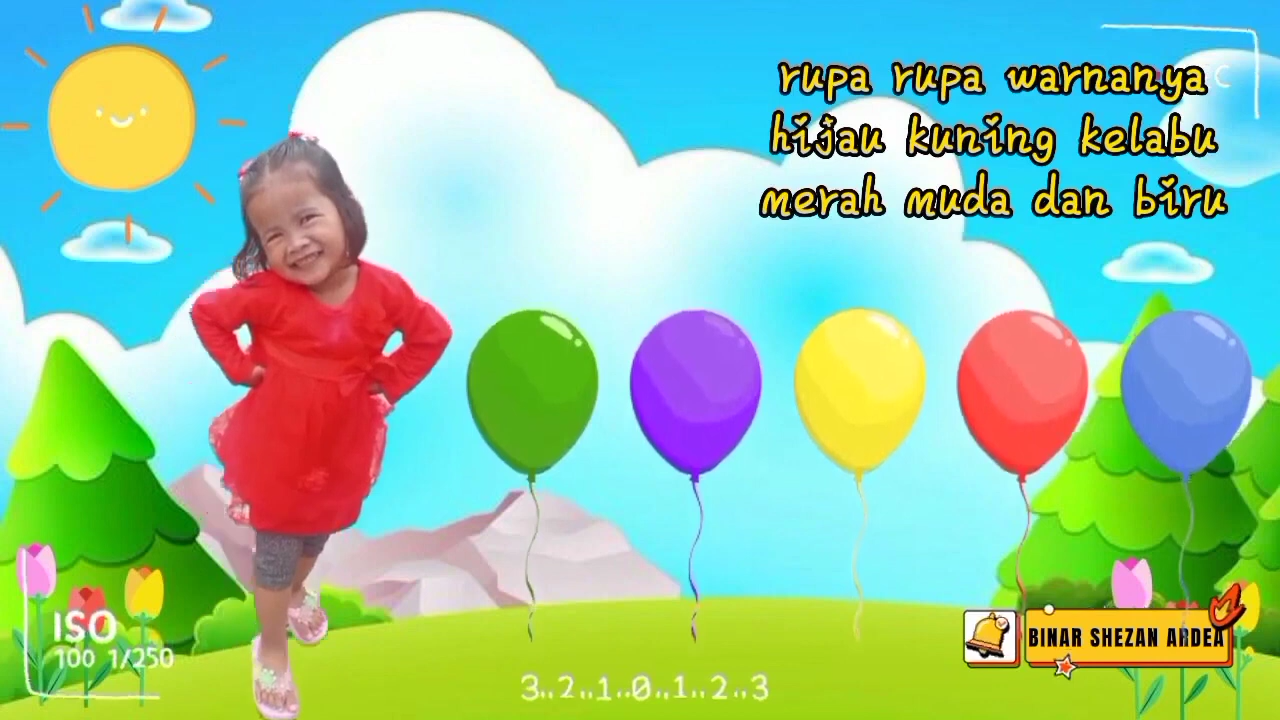 rupa rupa warnanya
hijau kuning kelabu
merah muda dan biru
ISO
100 1/250
3..2..1..0..1..2..3
BINAR SHEZAN ARDEA